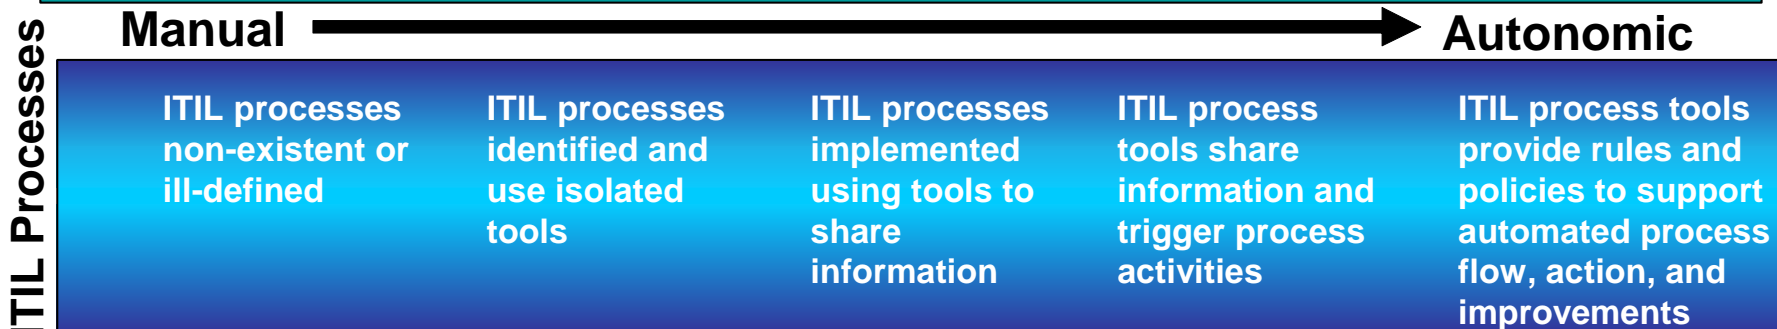 Manual
Autonomic
ITIL Processes
ITIL processes
non-existent or
ill-defined
ITIL processes
identified and
use isolated
tools
ITIL processes
implemented
using tools to
share
information
ITIL process
tools share
information and
trigger process
activities
ITIL process tools
provide rules and
policies to support
automated process
flow, action, and
improvements